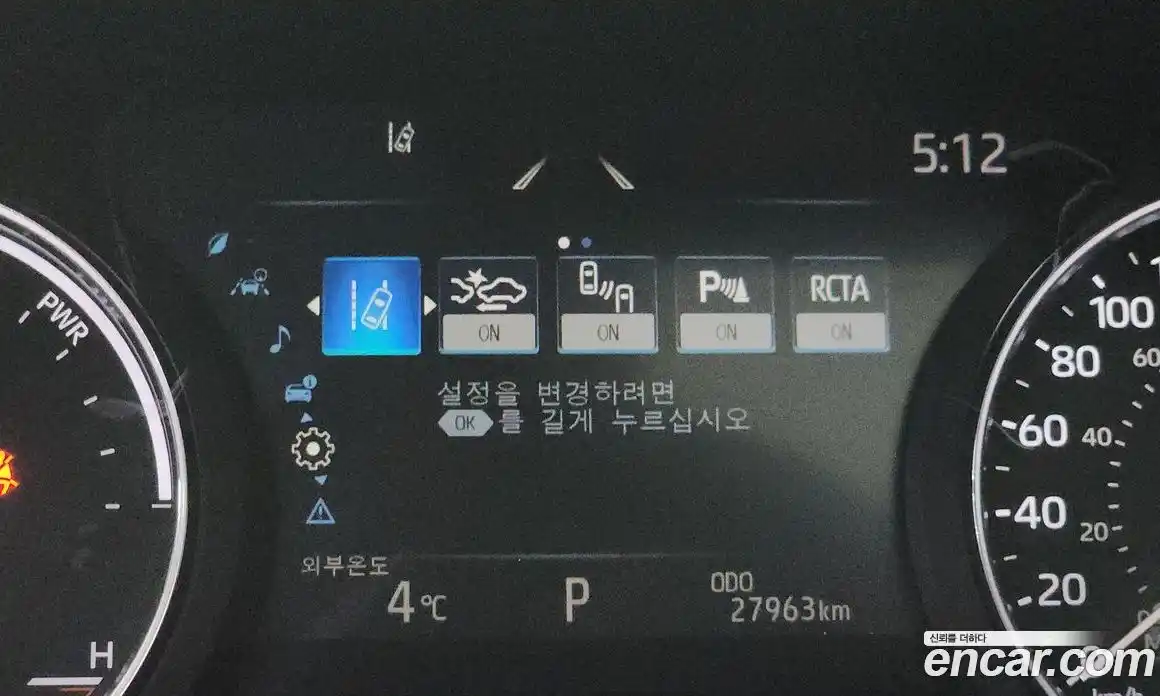 5:12
PWR
ON
ON
P
ON
RCTA
ON
설정을 변경하려면
OK 를 길게 누르십시오
외부온도
4℃
P
ODO
27963km
H
100
80
60
60
40
40
20
20
km/h
신뢰를 더하다
encar.com